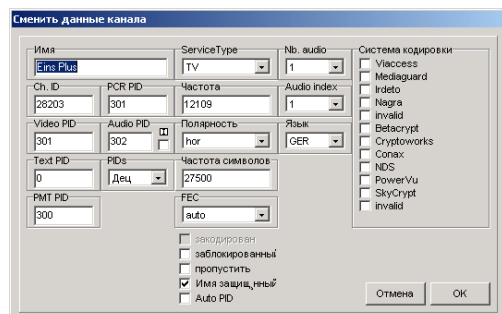 Сменить данные канала
Имя
Eins Plus
ServiceType
TV
Nb. audio
1
Система кодировки
Viaccess
Mediaguard
Irdeto
Nagra
invalid
Betacrypt
Cryptoworks
Conax
NDS
PowerVu
SkyCrypt
invalid
Ch. ID
28203
PCR PID
301
Частота
12109
Audio index
1
Video PID
301
Audio PID
302
Полярность
hor
Язык
GER
Text PID
0
PIDs
Дец
Частота символов
27500
PMT PID
300
FEC
auto
закодирован
заблокированный
пропустить
Имя защищ¸нный
Auto PID
Отмена
OK